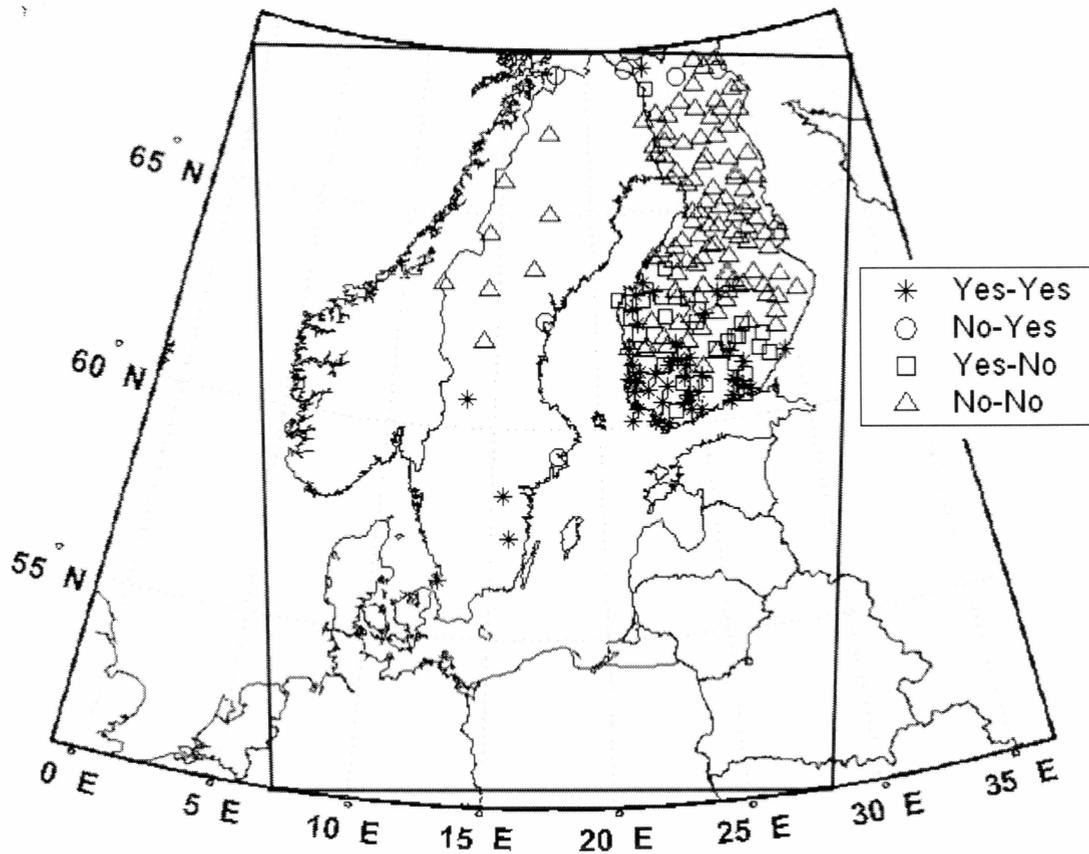 65° N
60° N
55° N
Yes-Yes
No-Yes
Yes-No
No-No
0° E
5° E
10° E
15° E
20° E
25° E
30° E
35° E